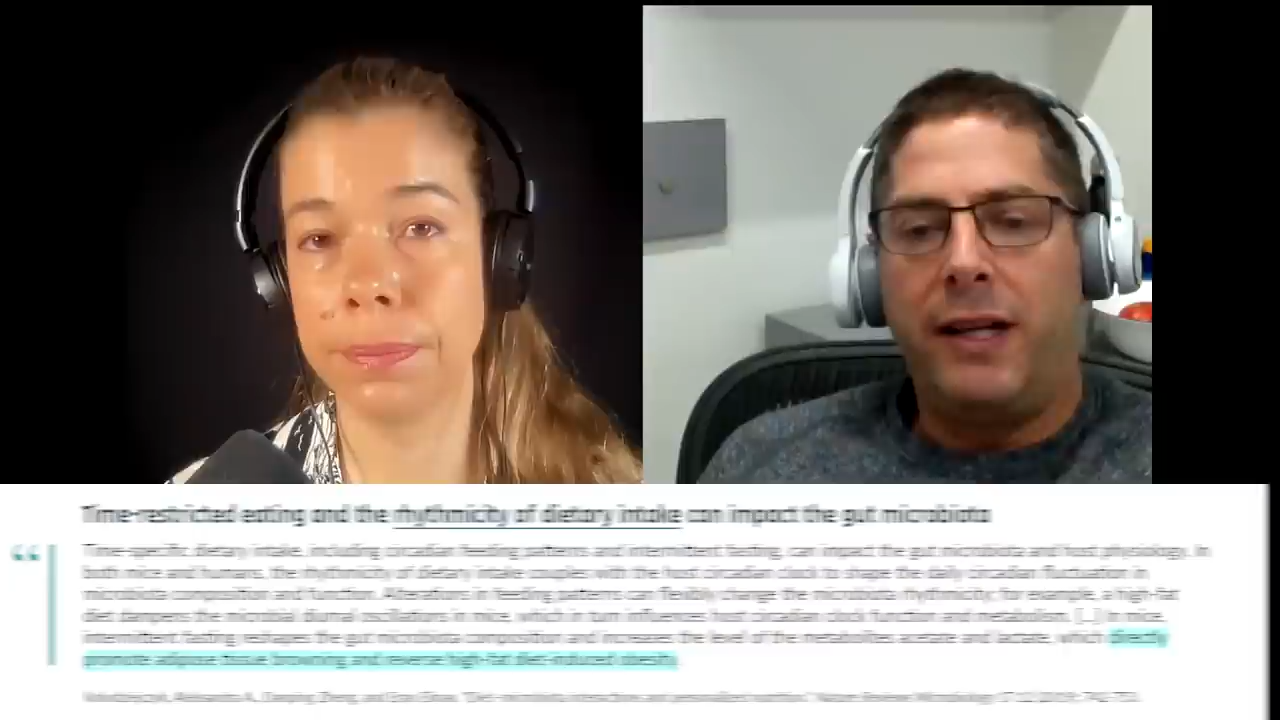 Time-restricted eating and the rhythmicity of dietary intake can impact the gut microbiota
Time-specific dietary intake, including circadian feeding patterns and intermittent fasting, can impact the gut microbiota and host physiology. In
both mice and humans, the rhythmicity of dietary intake couples with the host circadian clock to shape the daily circadian fluctuation in
microbiota composition and function. Alterations in feeding patterns can flexibly change the microbiota rhythmicity; for example, a high-fat
diet dampens the microbial diurnal oscillations in mice, which in turn influences host circadian clock function and metabolism. [...] In mice,
intermittent fasting reshapes the gut microbiota composition and increases the level of the metabolites acetate and lactate, which directly
promote adipose tissue browning and reverse high-fat diet-induced obesity.